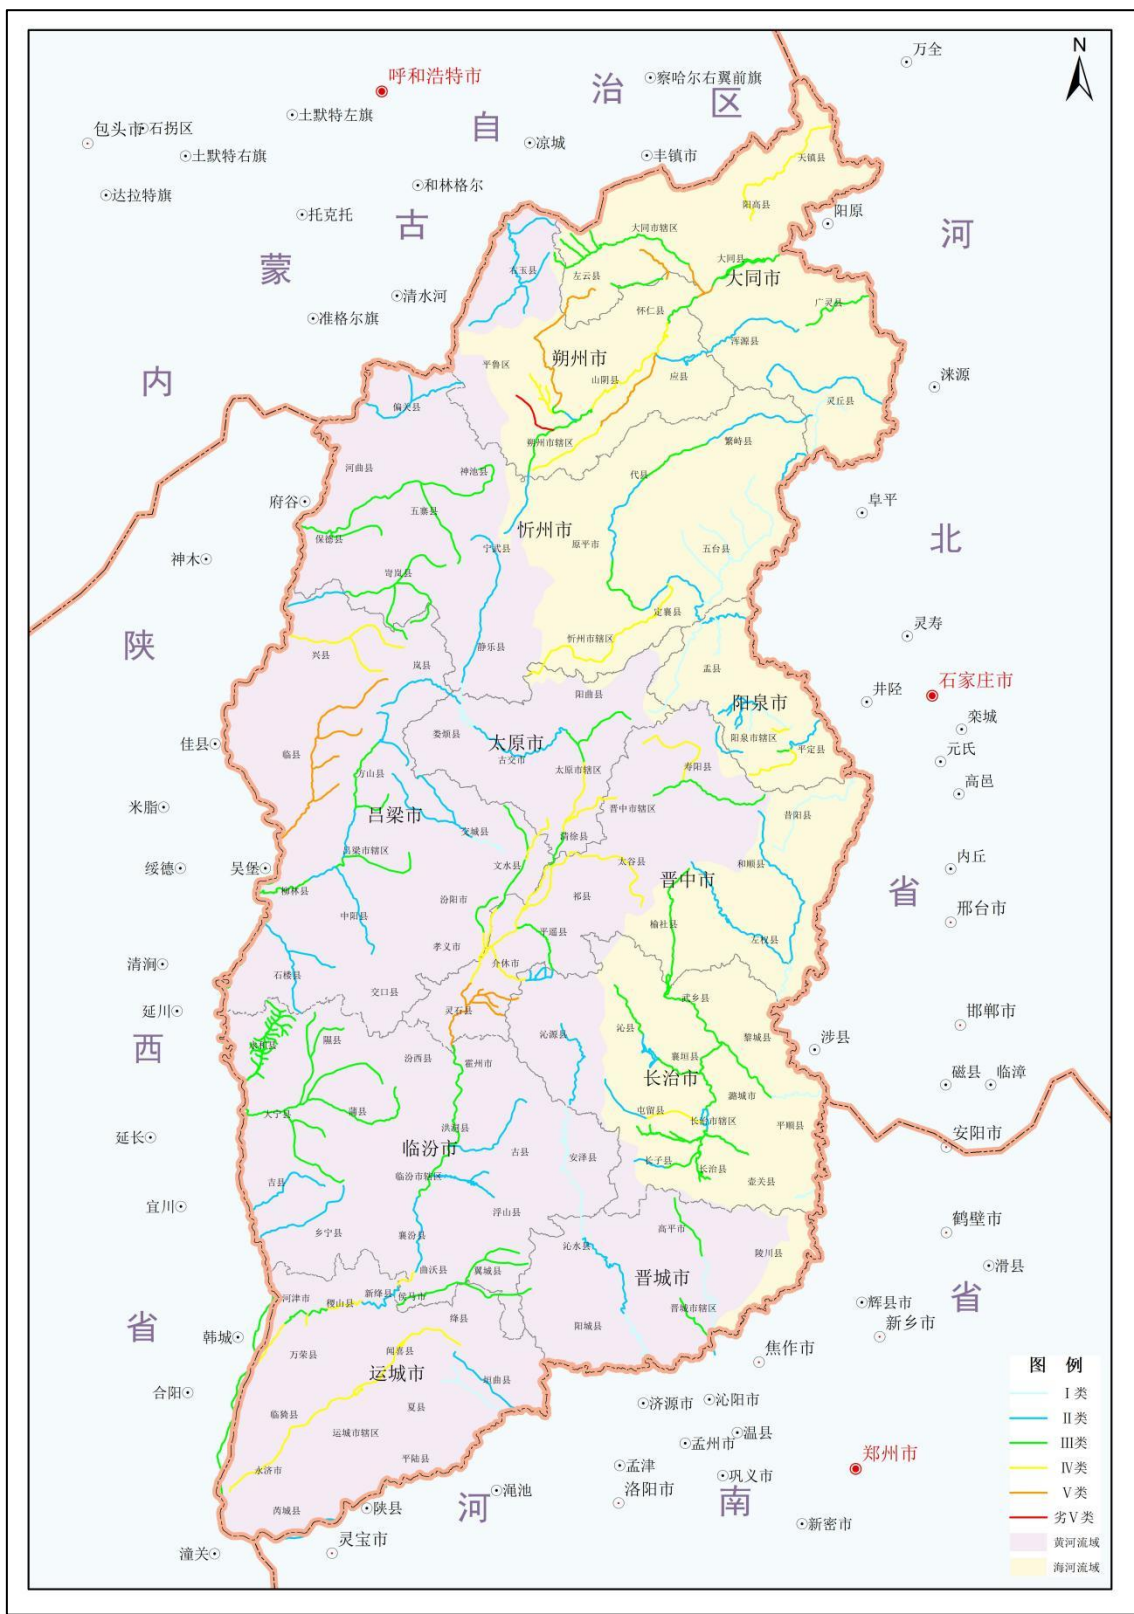 N
万全
呼和浩特市
察哈尔右翼前旗
治
区
土默特左旗
自
包头市
石拐区
凉城
丰镇市
土默特右旗
天镇县
和林格尔
达拉特旗
阳高县
托克托
古
阳原
大同市辖区
河
蒙
大同县
右玉县
左云县
大同市
清水河
广灵县
怀仁县
准格尔旗
浑源县
朔州市
平鲁区
内
应县
山阴县
涞源
灵丘县
偏关县
朔州市辖区
繁峙县
河曲县
神池县
代县
府谷
五寨县
阜平
忻州市
保德县
北
原平市
宁武县
五台县
神木
岢岚县
定襄县
灵寿
忻州市辖区
陕
静乐县
兴县
岚县
盂县
石家庄市
阳曲县
井陉
阳泉市
栾城
娄烦县
太原市
阳泉市辖区
佳县
平定县
元氏
临县
古交市
寿阳县
太原市辖区
方山县
高邑
米脂
晋中市辖区
吕梁市
昔阳县
交城县
清徐县
吕梁市辖区
文水县
太谷县
和顺县
内丘
绥德
吴堡
晋中市
省
柳林县
汾阳市
祁县
中阳县
邢台市
榆社县
平遥县
左权县
孝义市
清涧
介休市
石楼县
交口县
武乡县
延川
灵石县
邯郸市
沁县
沁源县
隰县
黎城县
西
涉县
汾西县
襄垣县
霍州市
长治市
磁县
临漳
潞城市
大宁县
蒲县
屯留县
长治市辖区
平顺县
洪洞县
延长
临汾市
古县
安阳市
安泽县
长子县
长治县
临汾市辖区
吉县
壶关县
宜川
浮山县
鹤壁市
高平市
乡宁县
襄汾县
沁水县
陵川县
滑县
曲沃县
翼城县
晋城市
新绛县
河津市
侯马市
稷山县
辉县市
省
晋城市辖区
绛县
省
新乡市
阳城县
韩城
焦作市
万荣县
闻喜县
图 例
运城市
垣曲县
合阳
Ⅰ类
济源市
沁阳市
夏县
临猗县
Ⅱ类
运城市辖区
温县
孟州市
Ⅲ类
平陆县
郑州市
永济市
孟津
Ⅳ类
巩义市
渑池
Ⅴ类
洛阳市
南
芮城县
陕县
河
劣Ⅴ类
新密市
灵宝市
黄河流域
潼关
海河流域